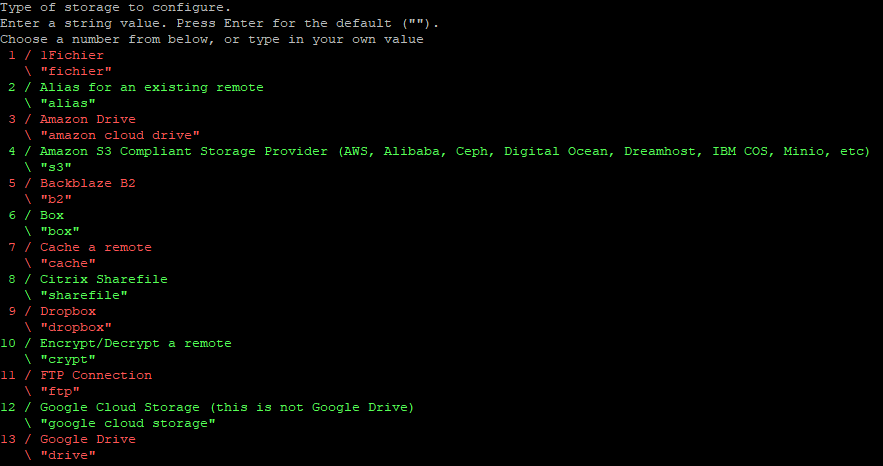 Type of storage to configure.
Enter a string value. Press Enter for the default ("").
Choose a number from below, or type in your own value
 1 / 1Fichier
   \ "fichier"
 2 / Alias for an existing remote
   \ "alias"
 3 / Amazon Drive
   \ "amazon cloud drive"
 4 / Amazon S3 Compliant Storage Provider (AWS, Alibaba, Ceph, Digital Ocean, Dreamhost, IBM COS, Minio, etc)
   \ "s3"
 5 / Backblaze B2
   \ "b2"
 6 / Box
   \ "box"
 7 / Cache a remote
   \ "cache"
 8 / Citrix Sharefile
   \ "sharefile"
 9 / Dropbox
   \ "dropbox"
10 / Encrypt/Decrypt a remote
   \ "crypt"
11 / FTP Connection
   \ "ftp"
12 / Google Cloud Storage (this is not Google Drive)
   \ "google cloud storage"
13 / Google Drive
   \ "drive"